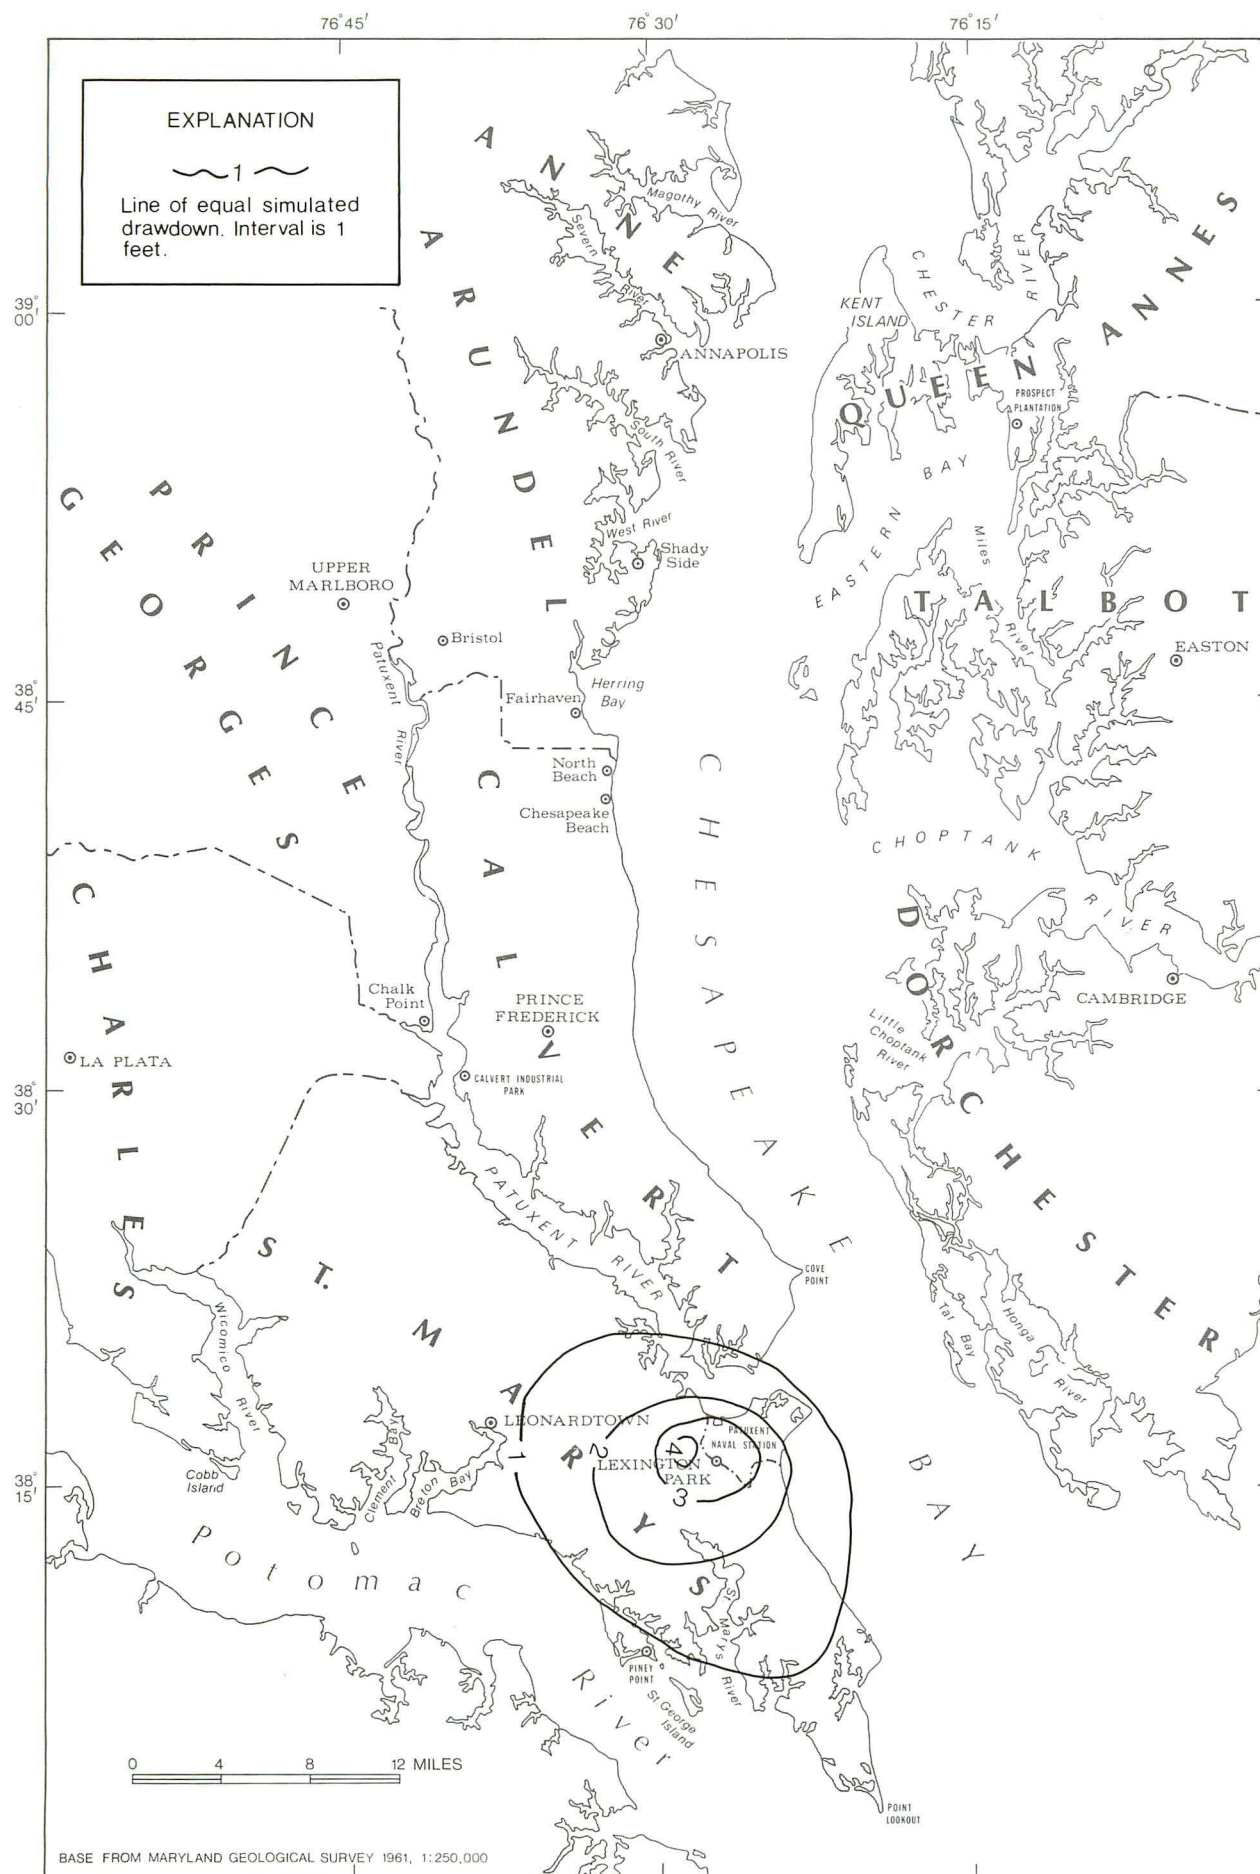 76°45′
76°30′
76°15′
EXPLANATION
1
Line of equal simulated
drawdown. Interval is 1
feet.
39°
00′
38°
45′
38°
30′
38°
15′
ANNE
ARUNDEL
Magothy River
Severn
River
ANNAPOLIS
South River
West River
Shady
Side
KENT
ISLAND
CHESTER
RIVER
QUEEN ANNES
PROSPECT
PLANTATION
EASTERN BAY
Miles
River
TALBOT
EASTON
PRINCE
GEORGES
UPPER
MARLBORO
Bristol
Patuxent
River
Fairhaven
Herring
Bay
North
Beach
Chesapeake
Beach
CALVERT
CHESAPEAKE
BAY
CHOPTANK
RIVER
DORCHESTER
CAMBRIDGE
Little
Choptank
River
CHARLES
LA PLATA
Chalk
Point
PRINCE
FREDERICK
CALVERT INDUSTRIAL
PARK
PATUXENT
RIVER
COVE
POINT
Tar Bay
Honga
River
ST. MARYS
Wicomico
River
Cobb
Island
Clement
Bay
Breton Bay
LEONARDTOWN
1
2
3
4
PATUXENT
NAVAL STATION
LEXINGTON
PARK
St Marys
River
PINEY
POINT
St George
Island
Potomac
River
POINT
LOOKOUT
0 4 8 12 MILES
BASE FROM MARYLAND GEOLOGICAL SURVEY 1961, 1:250,000